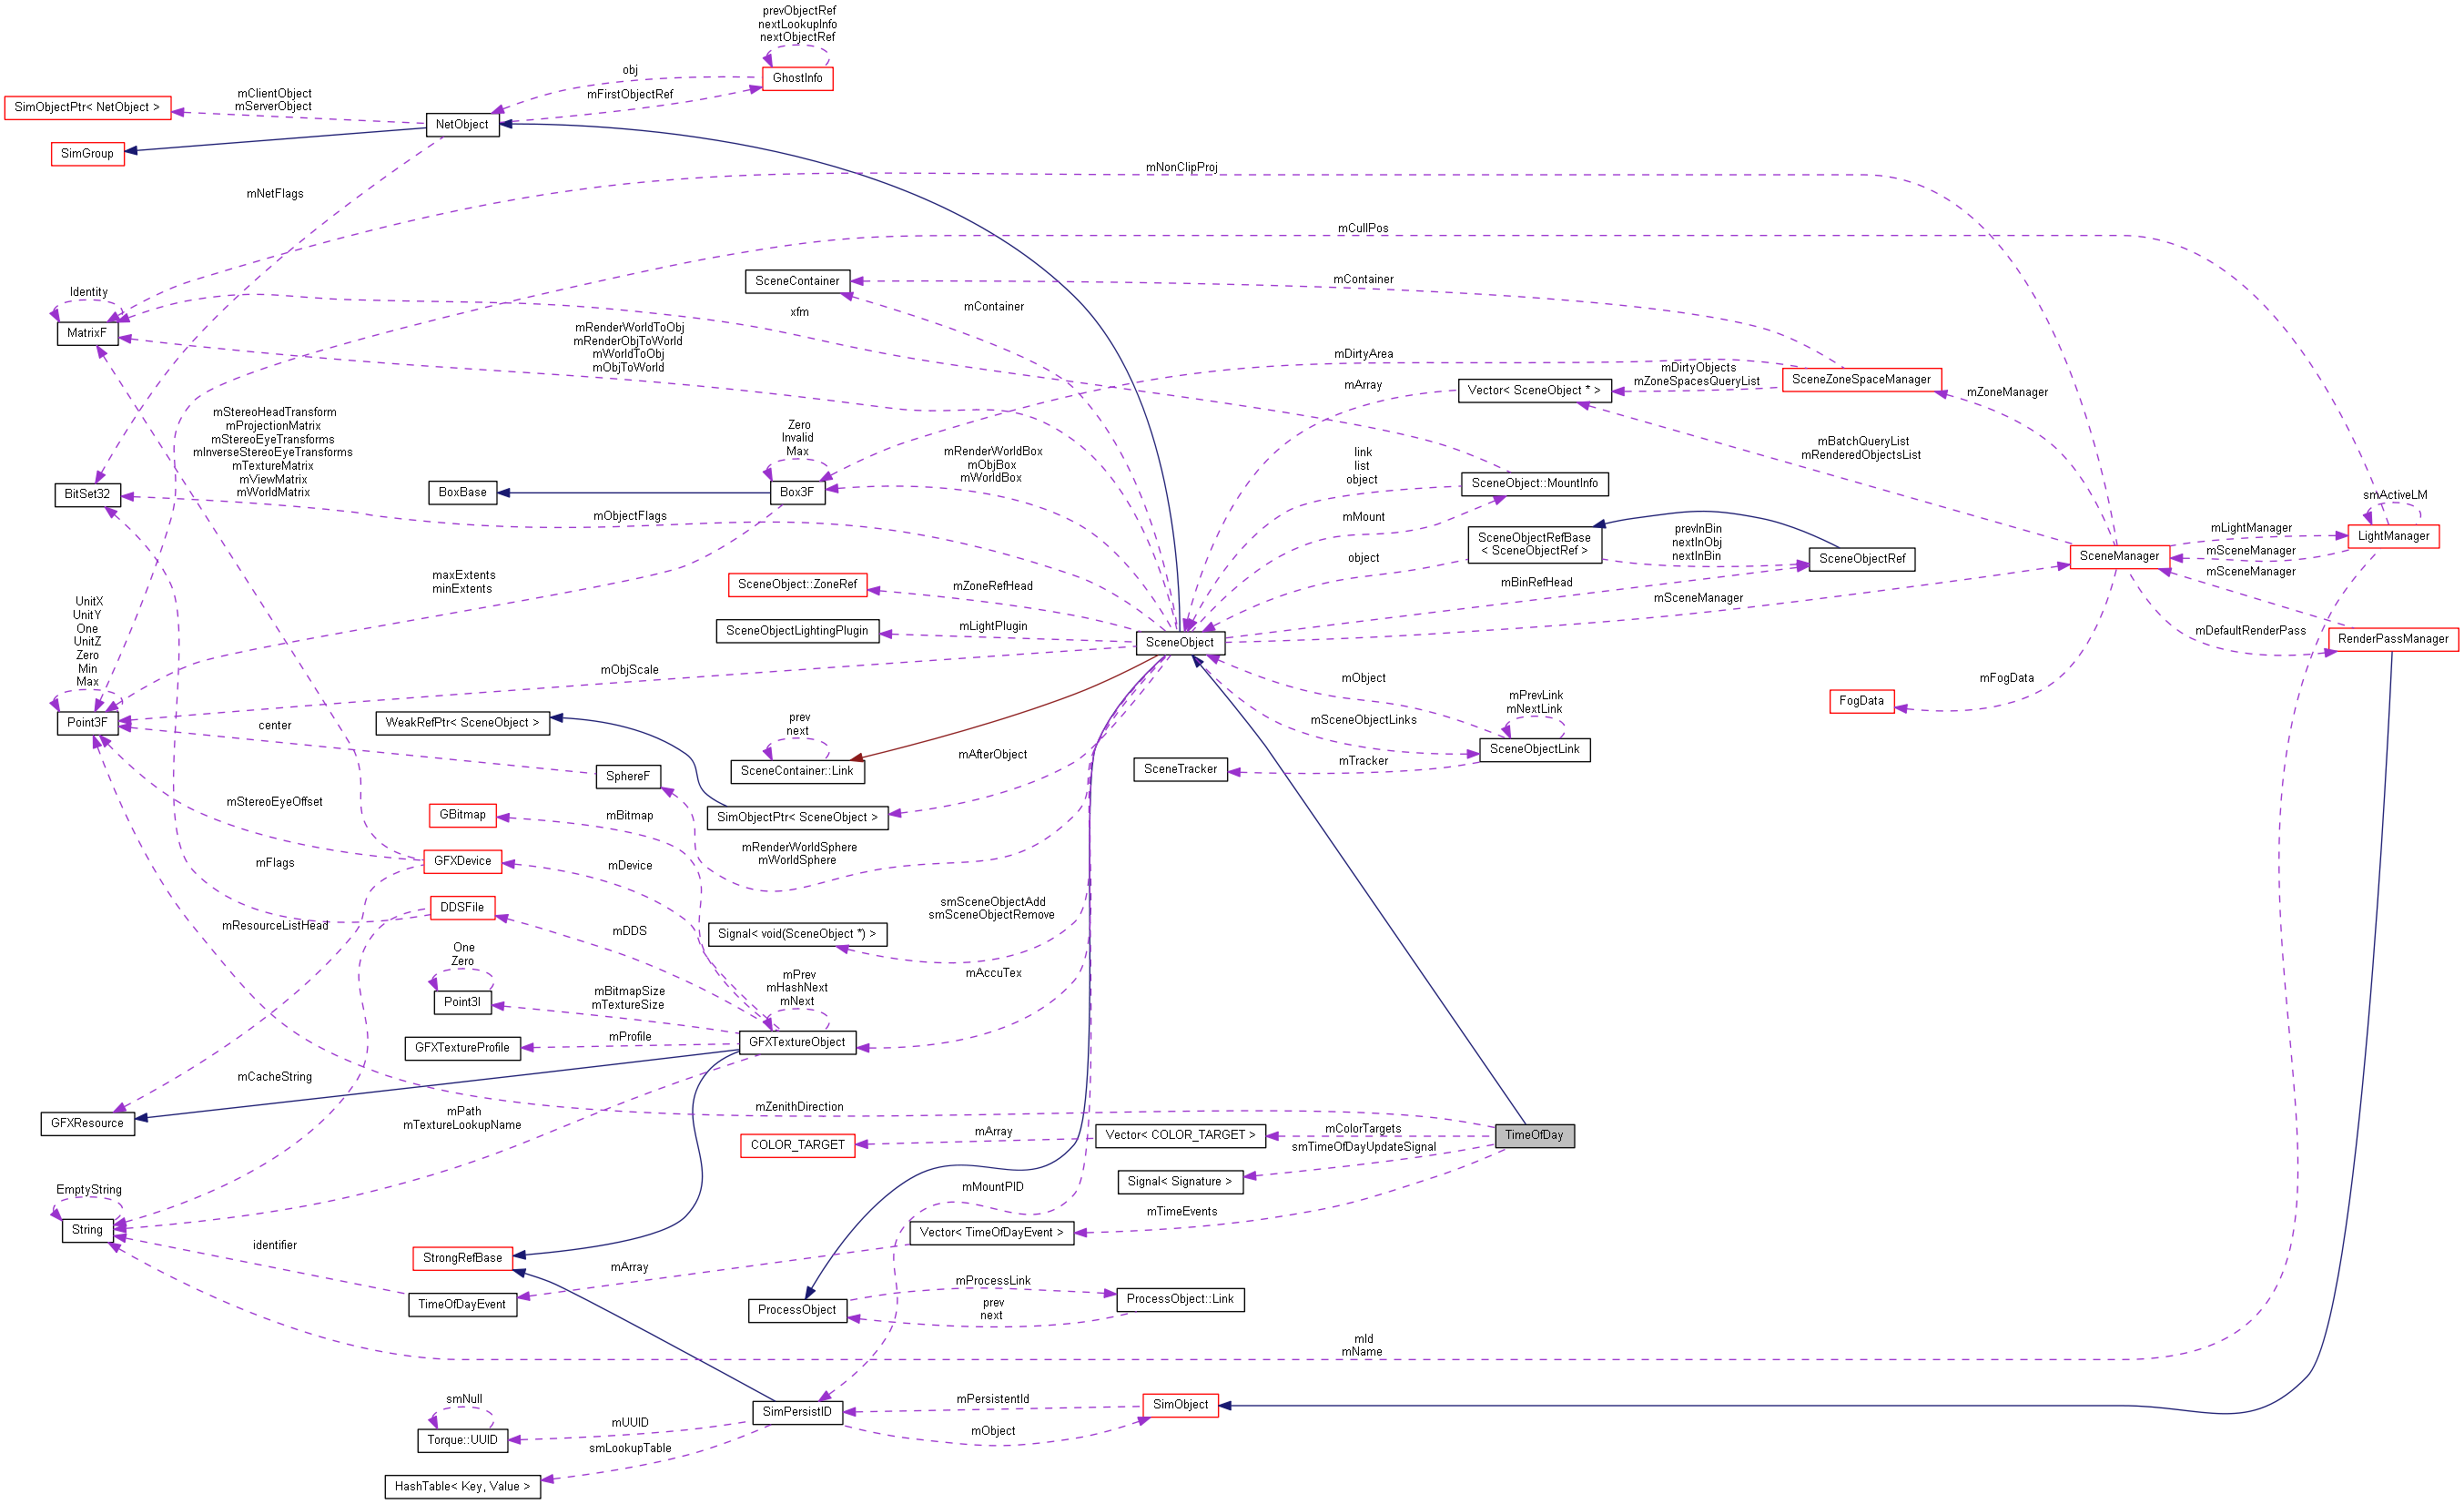 prevObjectRef
nextLookupInfo
nextObjectRef
GhostInfo
obj
mFirstObjectRef
mClientObject
mServerObject
SimObjectPtr< NetObject >
NetObject
SimGroup
mNetFlags
mNonClipProj
mCullPos
mContainer
SceneContainer
mContainer
Identity
MatrixF
xfm
mRenderWorldToObj
mRenderObjToWorld
mWorldToObj
mObjToWorld
mDirtyArea
mArray
Vector< SceneObject * >
mDirtyObjects
mZoneSpacesQueryList
SceneZoneSpaceManager
mZoneManager
mStereoHeadTransform
mProjectionMatrix
mStereoEyeTransforms
mInverseStereoEyeTransforms
mTextureMatrix
mViewMatrix
mWorldMatrix
BitSet32
Zero
Invalid
Max
BoxBase
Box3F
mRenderWorldBox
mObjBox
mWorldBox
link
list
object
SceneObject::MountInfo
mBatchQueryList
mRenderedObjectsList
mObjectFlags
mMount
SceneObjectRefBase
< SceneObjectRef >
prevInBin
nextInObj
nextInBin
SceneObjectRef
smActiveLM
LightManager
mLightManager
mSceneManager
mSceneManager
SceneManager
object
mBinRefHead
mSceneManager
maxExtents
minExtents
SceneObject::ZoneRef
mZoneRefHead
SceneObjectLightingPlugin
mLightPlugin
SceneObject
mDefaultRenderPass
RenderPassManager
UnitX
UnitY
One
UnitZ
Zero
Min
Max
Point3F
mObjScale
mObject
mFogData
FogData
mPrevLink
mNextLink
SceneObjectLink
mSceneObjectLinks
center
WeakRefPtr< SceneObject >
prev
next
SceneContainer::Link
mAfterObject
SceneTracker
mTracker
SphereF
mStereoEyeOffset
GBitmap
mBitmap
SimObjectPtr< SceneObject >
mRenderWorldSphere
mWorldSphere
mFlags
GFXDevice
mDevice
DDSFile
mDDS
mResourceListHead
smSceneObjectAdd
smSceneObjectRemove
Signal< void(SceneObject *) >
One
Zero
Point3I
mBitmapSize
mTextureSize
mPrev
mHashNext
mNext
mAccuTex
GFXTextureProfile
mProfile
GFXTextureObject
mCacheString
GFXResource
mPath
mTextureLookupName
mZenithDirection
COLOR_TARGET
mArray
Vector< COLOR_TARGET >
mColorTargets
smTimeOfDayUpdateSignal
TimeOfDay
Signal< Signature >
EmptyString
String
mMountPID
mTimeEvents
Vector< TimeOfDayEvent >
identifier
StrongRefBase
mArray
TimeOfDayEvent
ProcessObject
mProcessLink
prev
next
ProcessObject::Link
mId
mName
smNull
Torque::UUID
mUUID
smLookupTable
HashTable< Key, Value >
SimPersistID
mPersistentId
mObject
SimObject